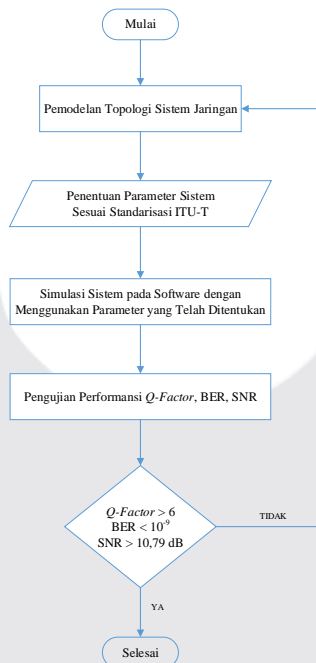 Mulai
Pemodelan Topologi Sistem Jaringan
Penentuan Parameter Sistem
Sesuai Standarisasi ITU-T
Simulasi Sistem pada Software dengan
Menggunakan Parameter yang Telah Ditentukan
Pengujian Performansi Q-Factor, BER, SNR
Q-Factor > 6
BER < 10⁻⁹
SNR > 10,79 dB
TIDAK
YA
Selesai